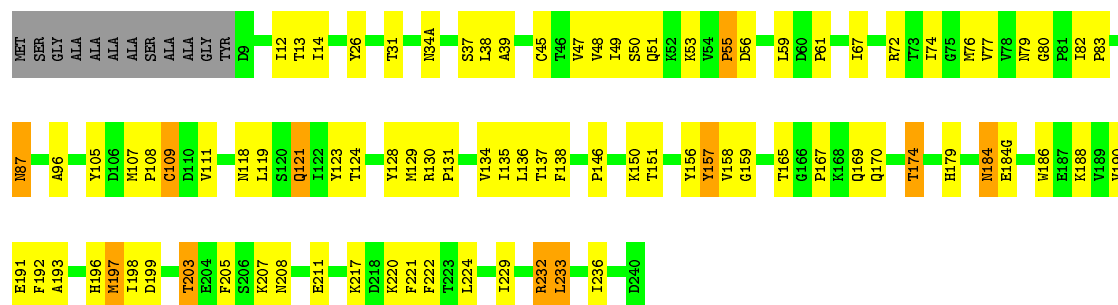 MET SER GLY ALA ALA ALA ALA ALA SER ALA ALA GLY TYR D9 I12 T13 I14 Y26 T31 N34A S37 L38 A39 C45 T46 V47 V48 I49 S50 Q51 K52 K53 V54 P55 D56 L59 D60 P61 I67 R72 T73 I74 G75 M76 V77 V78 N79 G80 P81 I82 P83
N87 A96 Y105 D106 M107 P108 C109 D110 V111 N118 L119 S120 Q121 I122 Y123 T124 Y128 M129 R130 P131 V134 I135 L136 T137 F138 P146 K150 T151 Y156 Y157 V158 G159 T165 G166 P167 K168 Q169 Q170 T174 H179 N184 E184G W186 E187 K188 V189 V190
E191 F192 A193 H196 M197 I198 D199 T203 E204 F205 S206 K207 N208 E211 K217 D218 K220 F221 F222 T223 L224 I229 R232 L233 I236 D240